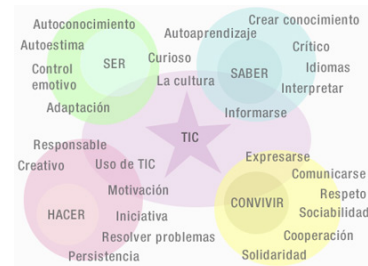 Autoconocimiento
Autoestima
SER
Control
emotivo
Adaptación
Curioso
La cultura
Autoaprendizaje
Crear conocimiento
Crítico
SABER
Idiomas
Interpretar
Informarse
TIC
Responsable
Creativo
Uso de TIC
Motivación
HACER
Iniciativa
Resolver problemas
Persistencia
Expresarse
Comunicarse
Respeto
CONVIVIR
Sociabilidad
Cooperación
Solidaridad